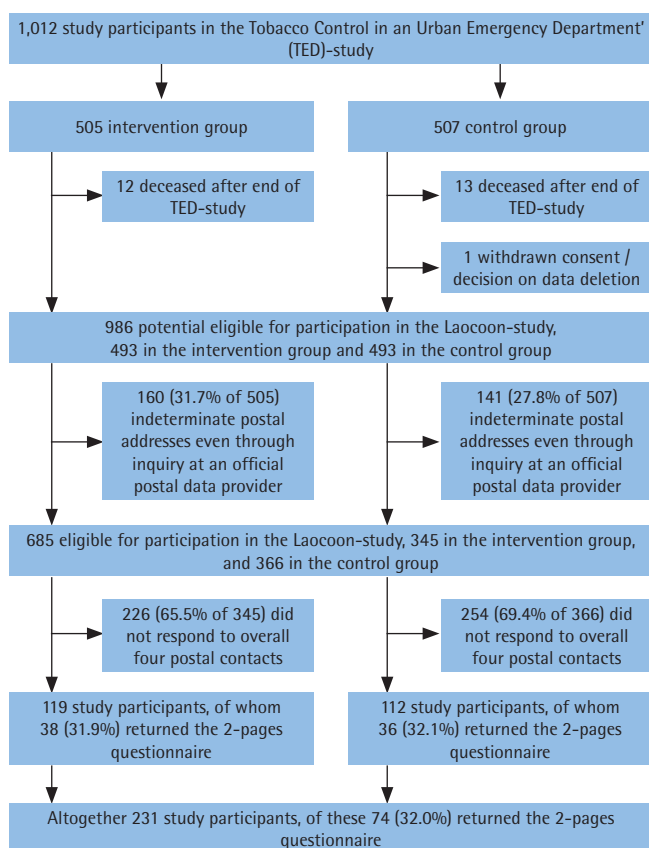 1,012 study participants in the Tobacco Control in an Urban Emergency Department'
(TED)-study
505 intervention group
507 control group
12 deceased after end of
TED-study
13 deceased after end of
TED-study
1 withdrawn consent /
decision on data deletion
986 potential eligible for participation in the Laocoon-study,
493 in the intervention group and 493 in the control group
160 (31.7% of 505)
indeterminate postal
addresses even through
inquiry at an official
postal data provider
141 (27.8% of 507)
indeterminate postal
addresses even through
inquiry at an official
postal data provider
685 eligible for participation in the Laocoon-study, 345 in the intervention group,
and 366 in the control group
226 (65.5% of 345) did
not respond to overall
four postal contacts
254 (69.4% of 366) did
not respond to overall
four postal contacts
119 study participants, of whom
38 (31.9%) returned the 2-pages
questionnaire
112 study participants, of whom
36 (32.1%) returned the 2-pages
questionnaire
Altogether 231 study participants, of these 74 (32.0%) returned the 2-pages
questionnaire